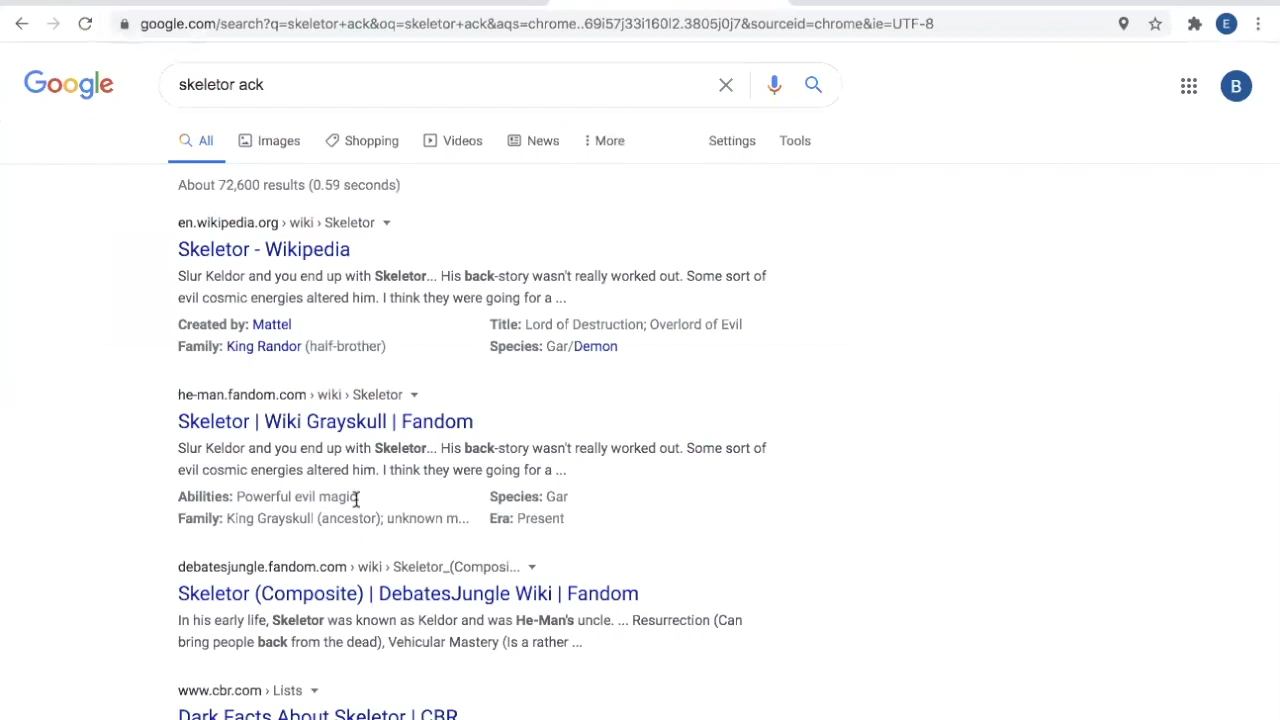 google.com/search?q=skeletor+ack&oq=skeletor+ack&aqs=chrome..69i57j33i160l2.3805j0j7&sourceid=chrome&ie=UTF-8
E
Google
skeletor ack
B
All Images Shopping Videos News More Settings Tools
About 72,600 results (0.59 seconds)
en.wikipedia.org › wiki › Skeletor
Skeletor - Wikipedia
Slur Keldor and you end up with Skeletor... His back-story wasn't really worked out. Some sort of
evil cosmic energies altered him. I think they were going for a ...
Created by: Mattel Title: Lord of Destruction; Overlord of Evil
Family: King Randor (half-brother) Species: Gar/Demon
he-man.fandom.com › wiki › Skeletor
Skeletor | Wiki Grayskull | Fandom
Slur Keldor and you end up with Skeletor... His back-story wasn't really worked out. Some sort of
evil cosmic energies altered him. I think they were going for a ...
Abilities: Powerful evil magic Species: Gar
Family: King Grayskull (ancestor); unknown m... Era: Present
debatesjungle.fandom.com › wiki › Skeletor_(Composi...
Skeletor (Composite) | DebatesJungle Wiki | Fandom
In his early life, Skeletor was known as Keldor and was He-Man's uncle. ... Resurrection (Can
bring people back from the dead), Vehicular Mastery (Is a rather ...
www.cbr.com › Lists
Dark Facts About Skeletor | CBR